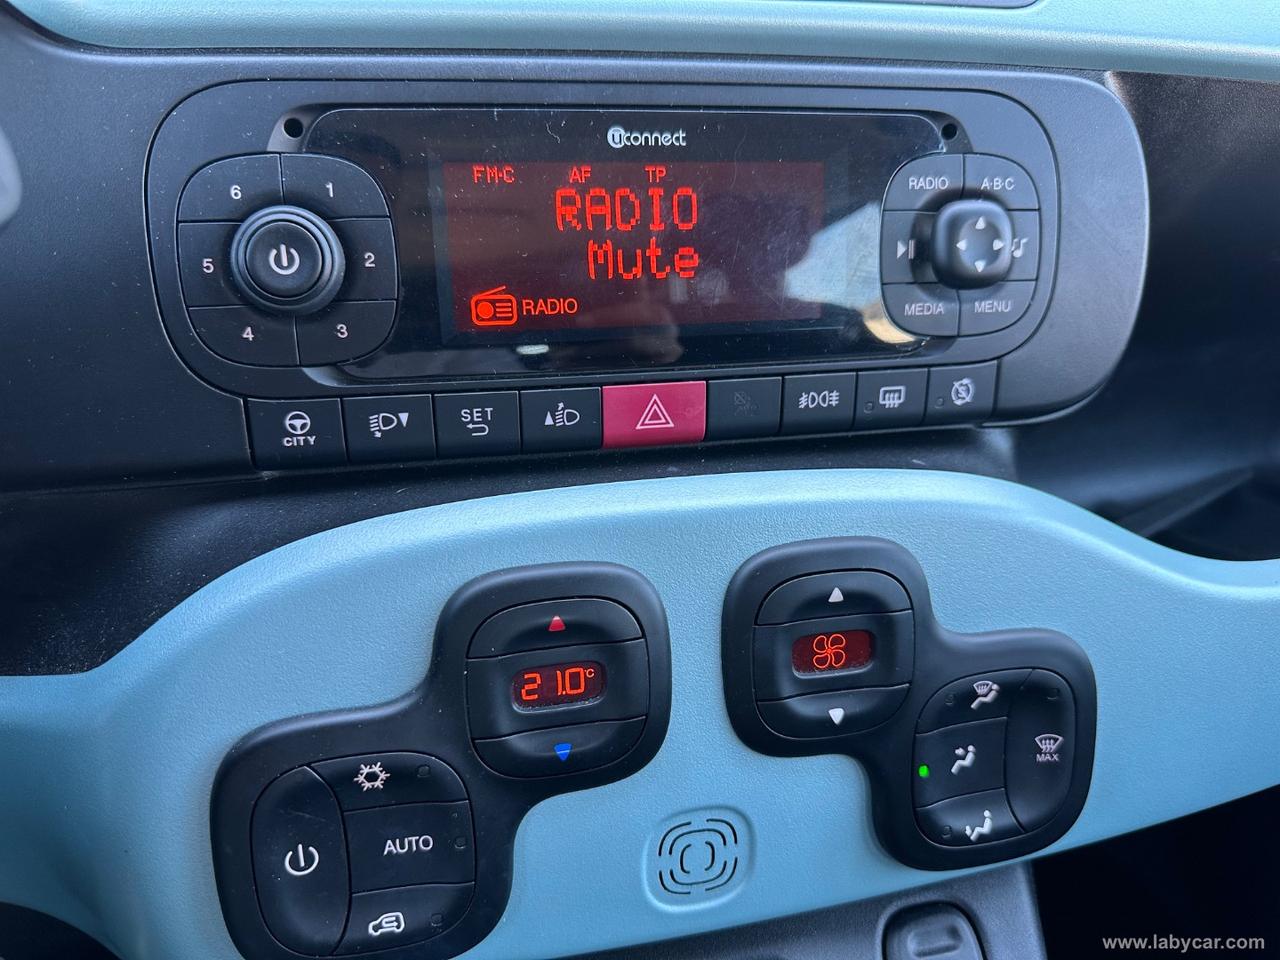 uconnect
FM-C AF TP
RADIO
Mute
RADIO
6 1
5 2
4 3
RADIO A·B·C
MEDIA MENU
CITY
SET
21.0°C
AUTO
MAX
www.labycar.com